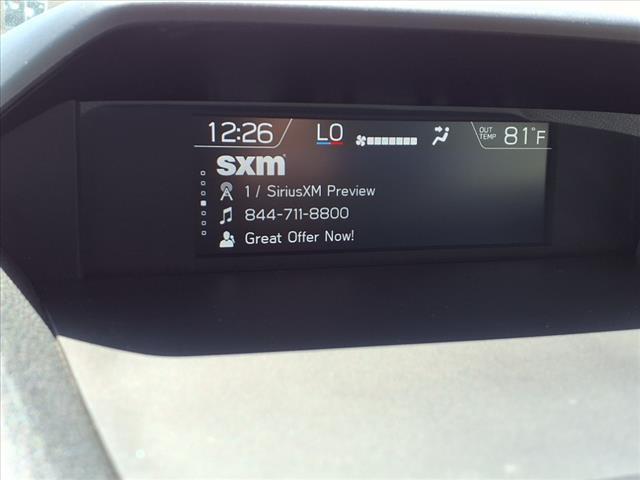 12:26 LO OUT TEMP 81°F
sxm
1 / SiriusXM Preview
844-711-8800
Great Offer Now!